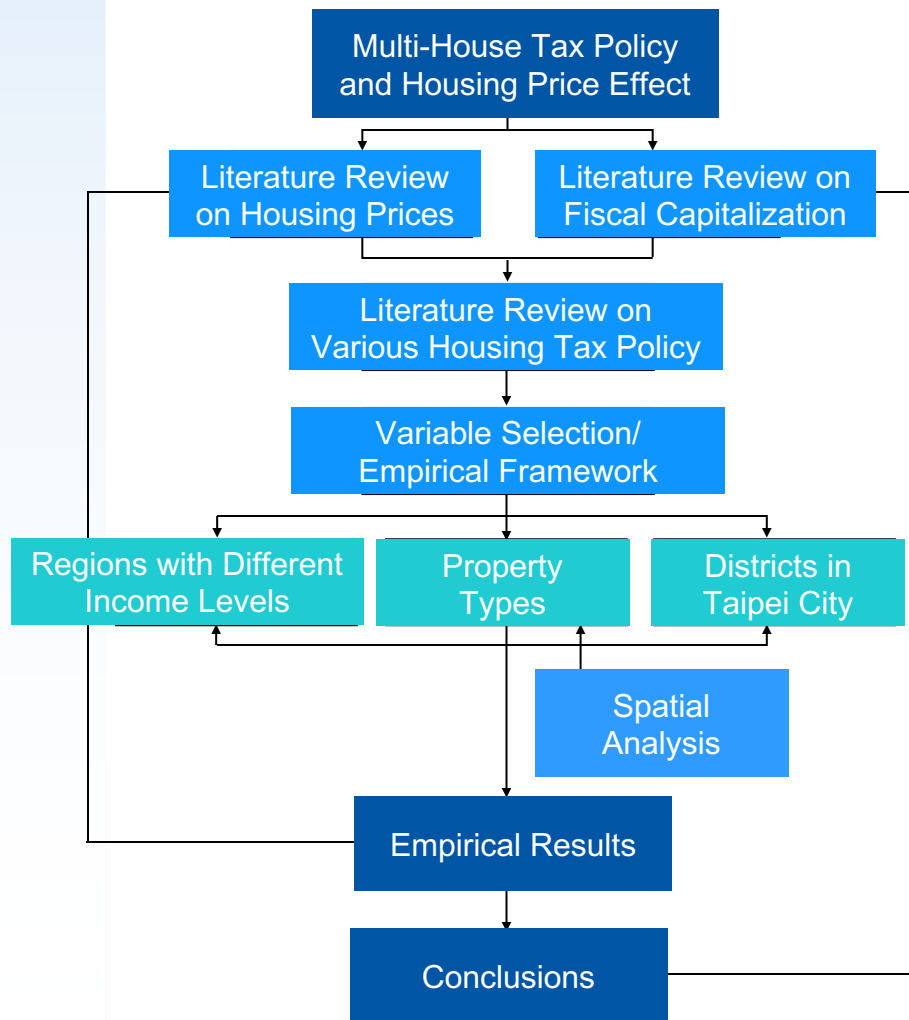 Multi-House Tax Policy
and Housing Price Effect
Literature Review
on Housing Prices
Literature Review on
Fiscal Capitalization
Literature Review on
Various Housing Tax Policy
Variable Selection/
Empirical Framework
Regions with Different
Income Levels
Property
Types
Districts in
Taipei City
Spatial
Analysis
Empirical Results
Conclusions